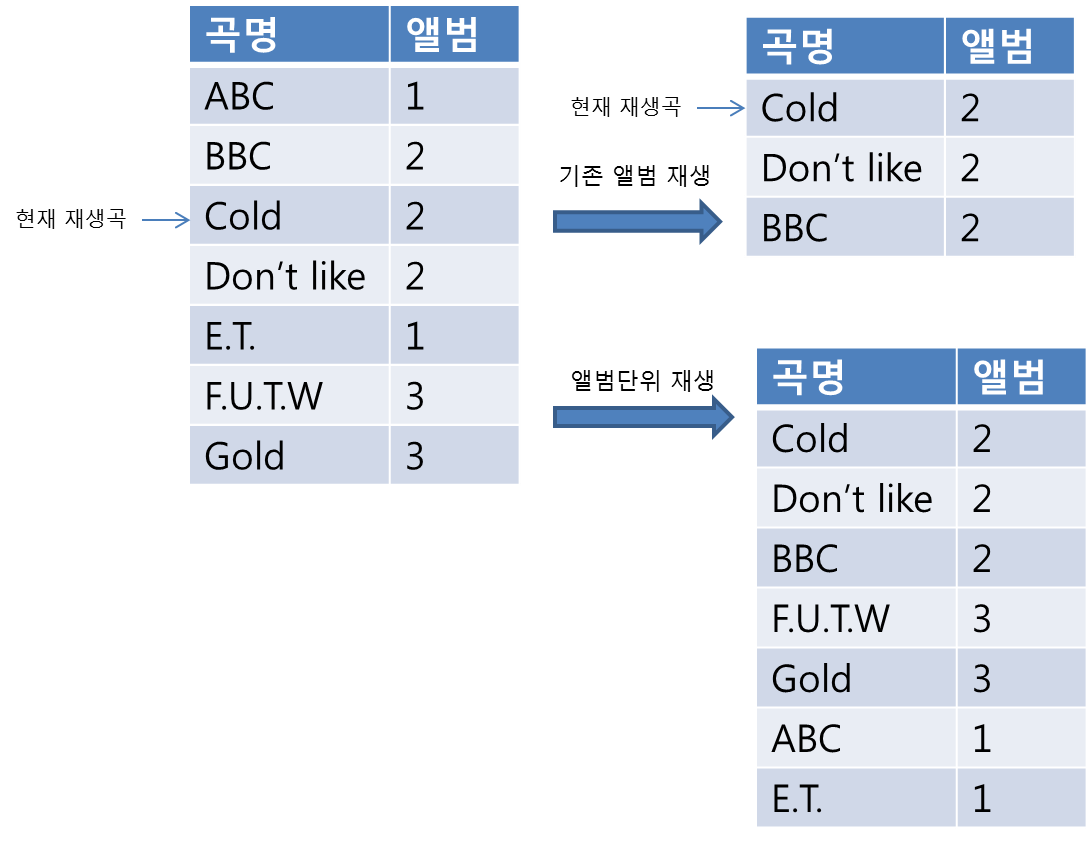 곡명 앨범
ABC 1
BBC 2
현재 재생곡 Cold 2
Don't like 2
E.T. 1
F.U.T.W 3
Gold 3
기존 앨범 재생
곡명 앨범
현재 재생곡 Cold 2
Don't like 2
BBC 2
앨범단위 재생
곡명 앨범
Cold 2
Don't like 2
BBC 2
F.U.T.W 3
Gold 3
ABC 1
E.T. 1